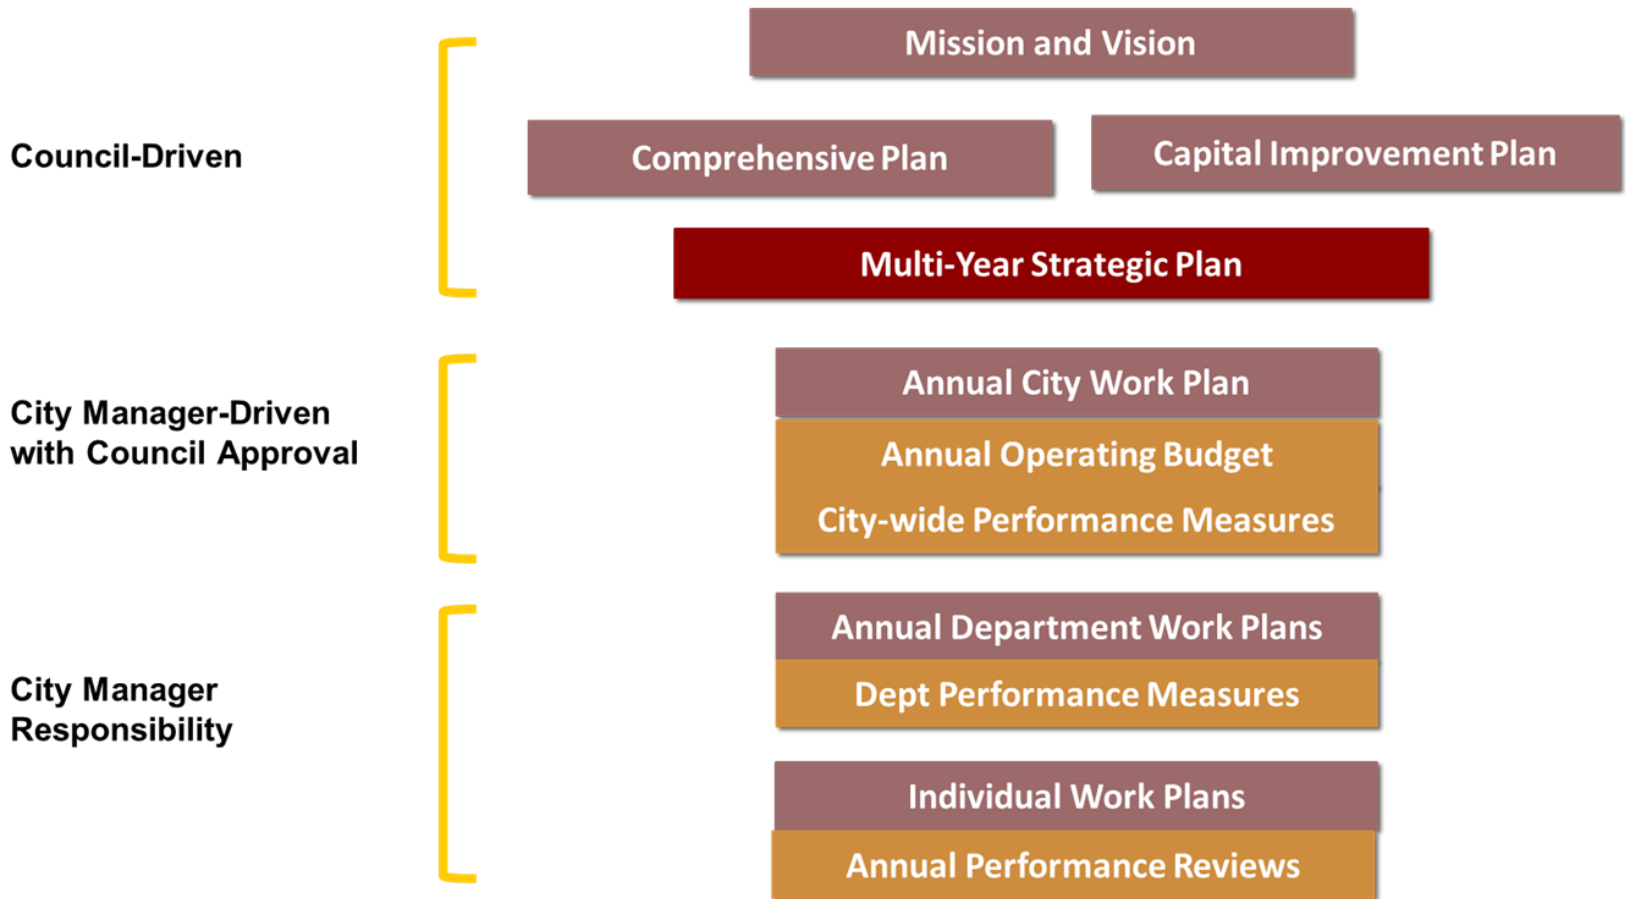 Mission and Vision
Council-Driven
Comprehensive Plan
Capital Improvement Plan
Multi-Year Strategic Plan
City Manager-Driven
with Council Approval
Annual City Work Plan
Annual Operating Budget
City-wide Performance Measures
City Manager
Responsibility
Annual Department Work Plans
Dept Performance Measures
Individual Work Plans
Annual Performance Reviews